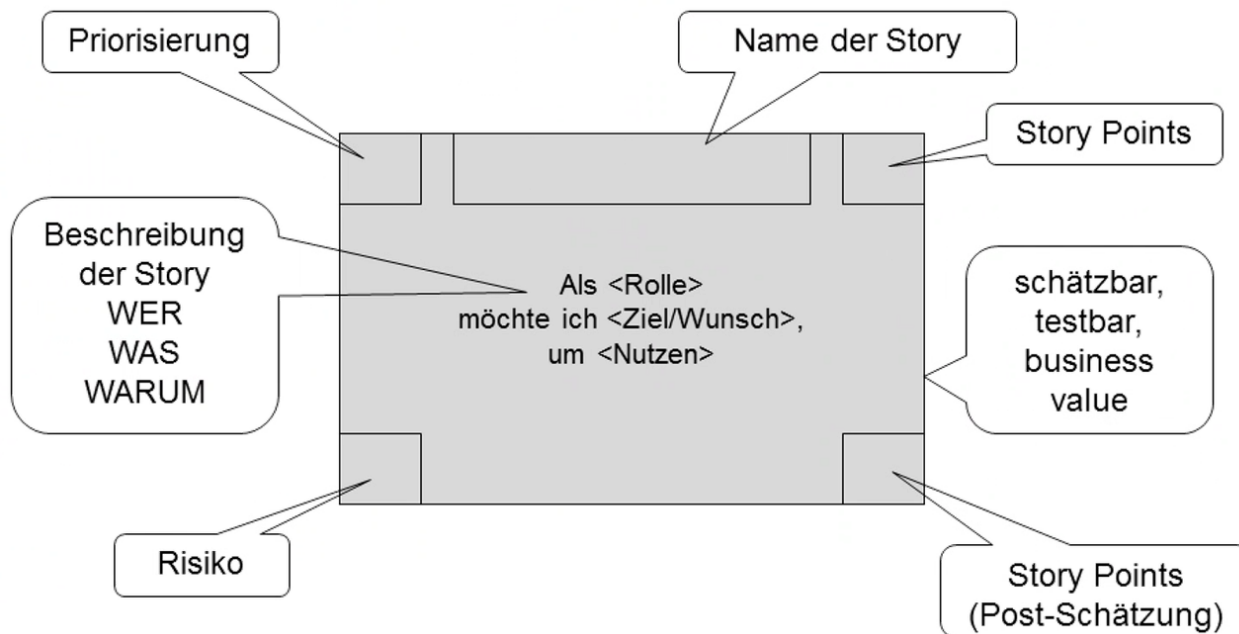 Priorisierung
Name der Story
Story Points
Beschreibung
der Story
WER
WAS
WARUM
Als <Rolle>
möchte ich <Ziel/Wunsch>,
um <Nutzen>
schätzbar,
testbar,
business
value
Risiko
Story Points
(Post-Schätzung)